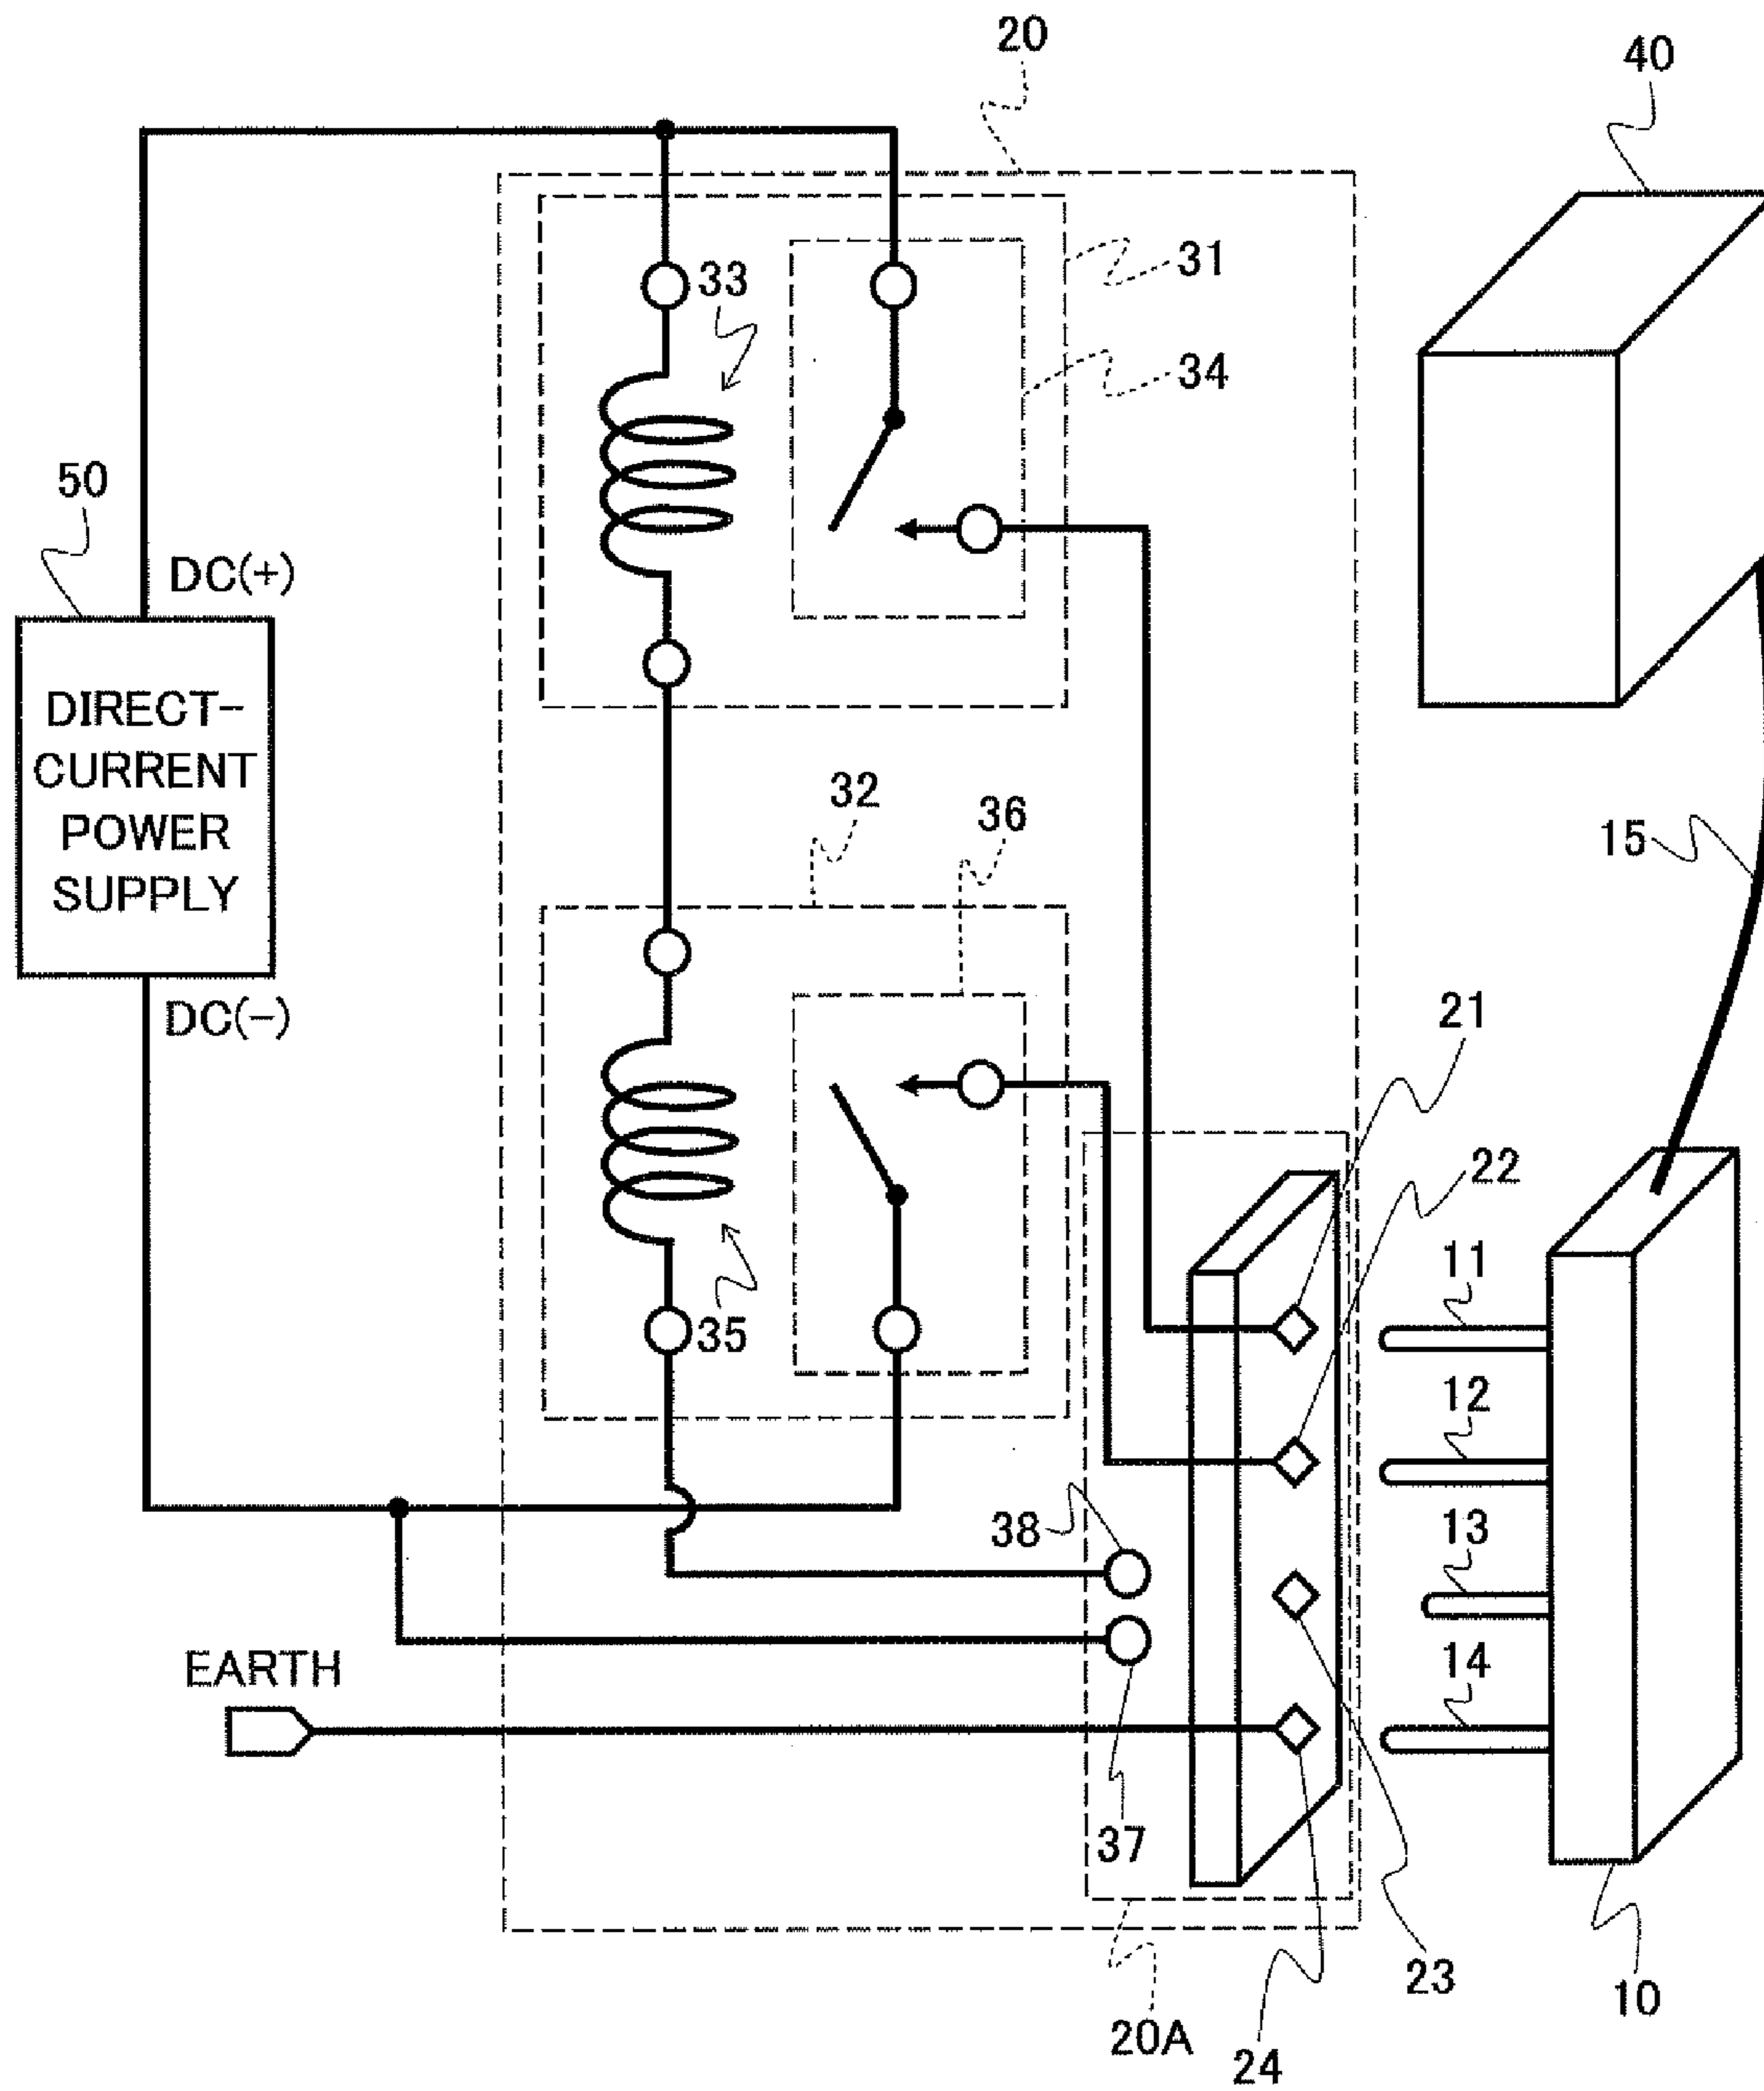 20
40
31
33
34
50
DC(+)
DIRECT-
CURRENT
POWER
SUPPLY
32
36
15
DC(-)
21
22
11
35
12
38
13
EARTH
14
37
23
10
20A
24